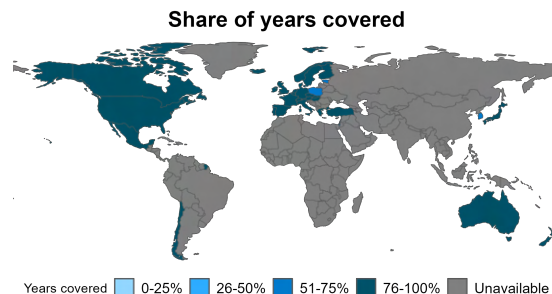 Share of years covered
Years covered 0-25% 26-50% 51-75% 76-100% Unavailable